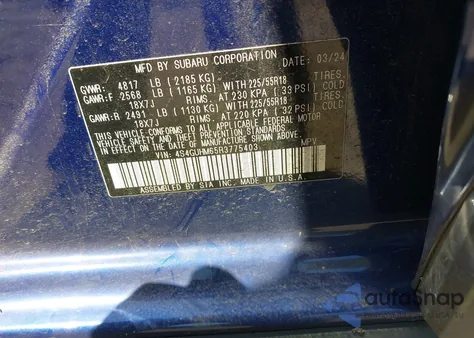 MFD BY SUBARU CORPORATION DATE: 03/24
GVWR: 4817 LB (2185 KG)
GAWR:F 2568 LB (1165 KG) WITH 225/55R18 TIRES,
18X7J RIMS, AT 230 KPA (33 PSI) COLD
GAWR:R 2491 LB (1130 KG) WITH 225/55R18 TIRES,
18X7J RIMS, AT 220 KPA (32 PSI) COLD
THIS VEHICLE CONFORMS TO ALL APPLICABLE FEDERAL MOTOR
VEHICLE SAFETY AND THEFT PREVENTION STANDARDS IN EFFECT
ON THE DATE OF MANUFACTURE SHOWN ABOVE.
VIN: 4S4GUHM65R3775403 MPV
ASSEMBLED BY SIA INC. MADE IN U.S.A.
autoSnap